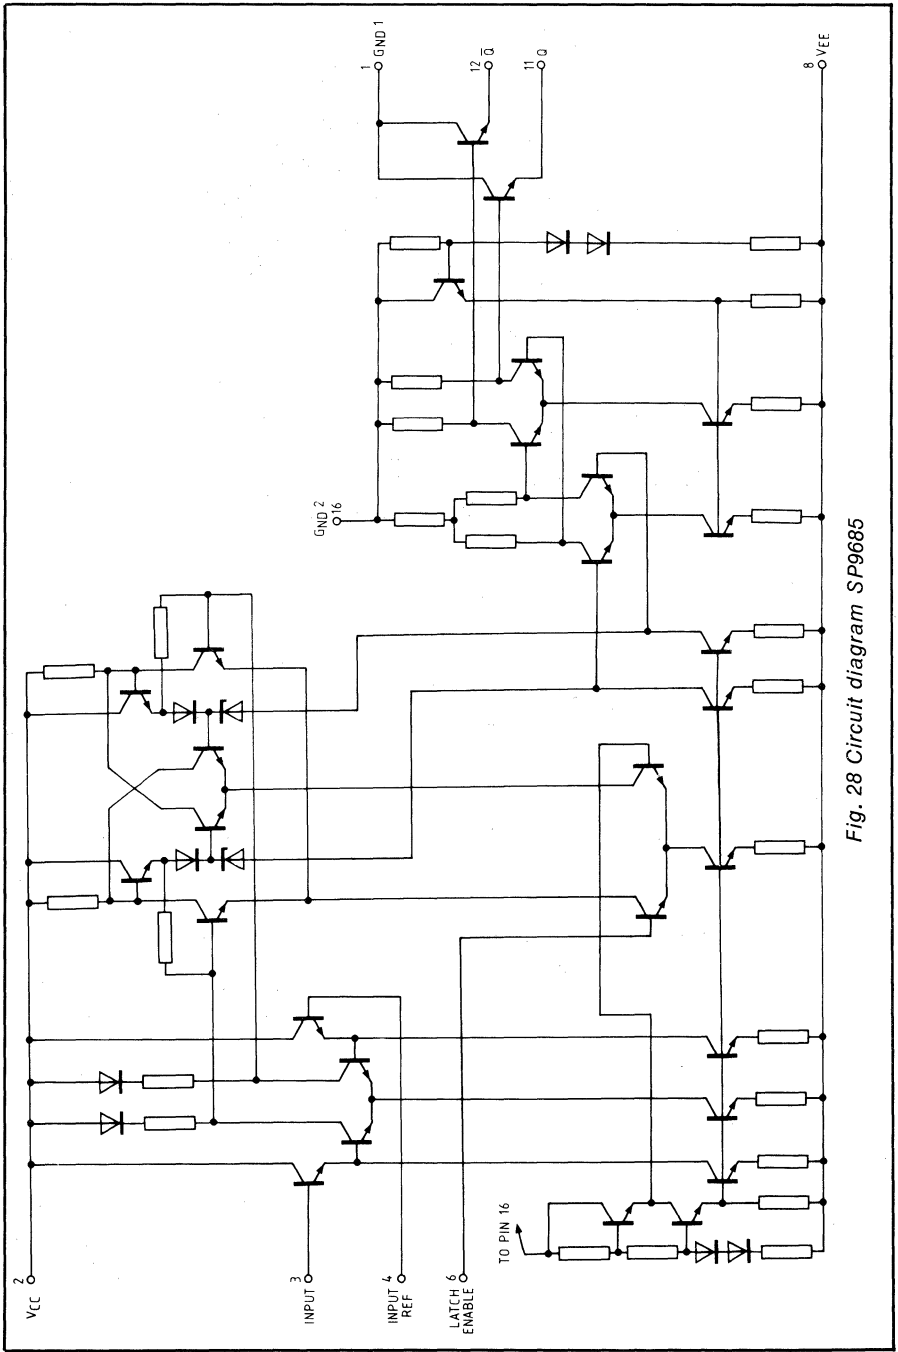 VCC 2
INPUT 3
INPUT 4
REF
LATCH 6
ENABLE
TO PIN 16
GND 2
16
1 GND 1
12 Q̅
11 Q
8 VEE
Fig. 28 Circuit diagram SP9685